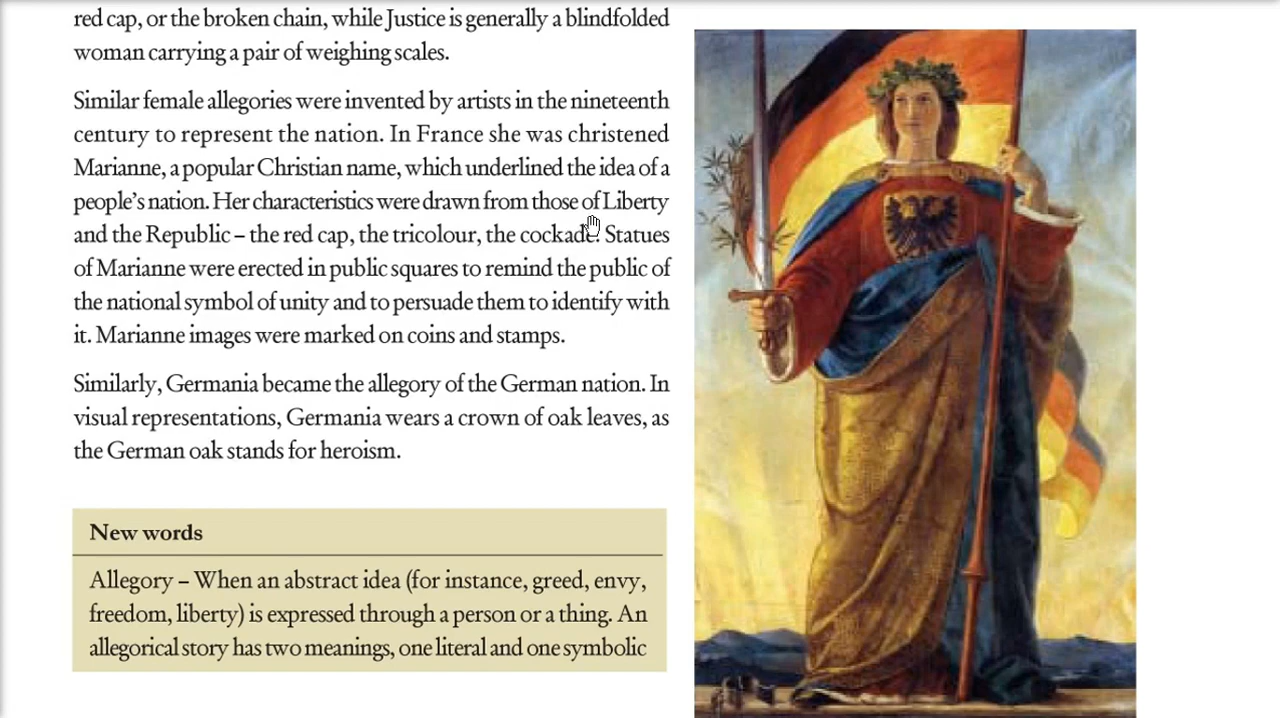 red cap, or the broken chain, while Justice is generally a blindfolded
woman carrying a pair of weighing scales.
Similar female allegories were invented by artists in the nineteenth
century to represent the nation. In France she was christened
Marianne, a popular Christian name, which underlined the idea of a
people’s nation. Her characteristics were drawn from those of Liberty
and the Republic – the red cap, the tricolour, the cockade. Statues
of Marianne were erected in public squares to remind the public of
the national symbol of unity and to persuade them to identify with
it. Marianne images were marked on coins and stamps.
Similarly, Germania became the allegory of the German nation. In
visual representations, Germania wears a crown of oak leaves, as
the German oak stands for heroism.
New words
Allegory – When an abstract idea (for instance, greed, envy,
freedom, liberty) is expressed through a person or a thing. An
allegorical story has two meanings, one literal and one symbolic